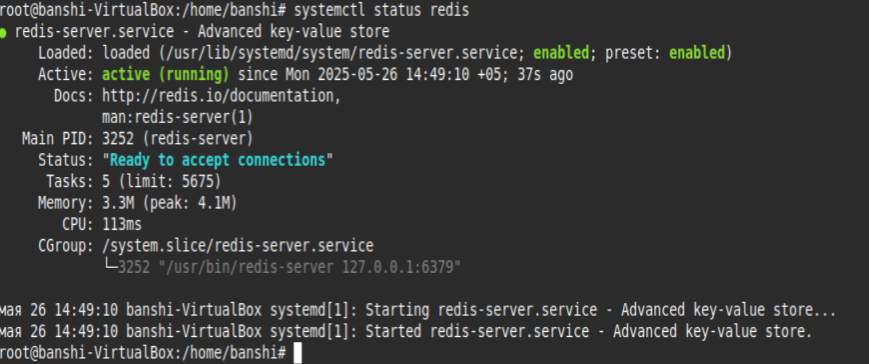 root@banshi-VirtualBox:/home/banshi# systemctl status redis
● redis-server.service - Advanced key-value store
Loaded: loaded (/usr/lib/systemd/system/redis-server.service; enabled; preset: enabled)
Active: active (running) since Mon 2025-05-26 14:49:10 +05; 37s ago
Docs: http://redis.io/documentation,
man:redis-server(1)
Main PID: 3252 (redis-server)
Status: "Ready to accept connections"
Tasks: 5 (limit: 5675)
Memory: 3.3M (peak: 4.1M)
CPU: 113ms
CGroup: /system.slice/redis-server.service
└─3252 "/usr/bin/redis-server 127.0.0.1:6379"
мая 26 14:49:10 banshi-VirtualBox systemd[1]: Starting redis-server.service - Advanced key-value store...
мая 26 14:49:10 banshi-VirtualBox systemd[1]: Started redis-server.service - Advanced key-value store.
root@banshi-VirtualBox:/home/banshi#